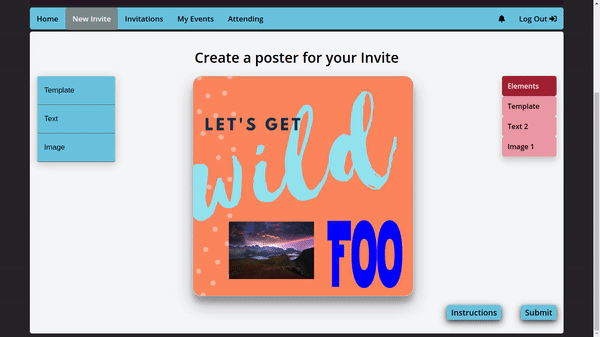 Home New Invite Invitations My Events Attending Log Out
Create a poster for your Invite
Template
Text
Image
LET'S GET
wild
FOO
Elements
Template
Text 2
Image 1
Instructions Submit